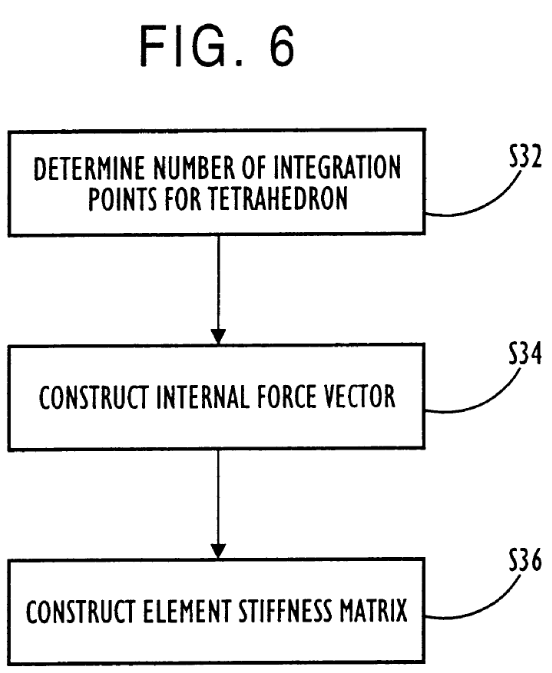 FIG. 6
DETERMINE NUMBER OF INTEGRATION
POINTS FOR TETRAHEDRON
S32
CONSTRUCT INTERNAL FORCE VECTOR
S34
CONSTRUCT ELEMENT STIFFNESS MATRIX
S36